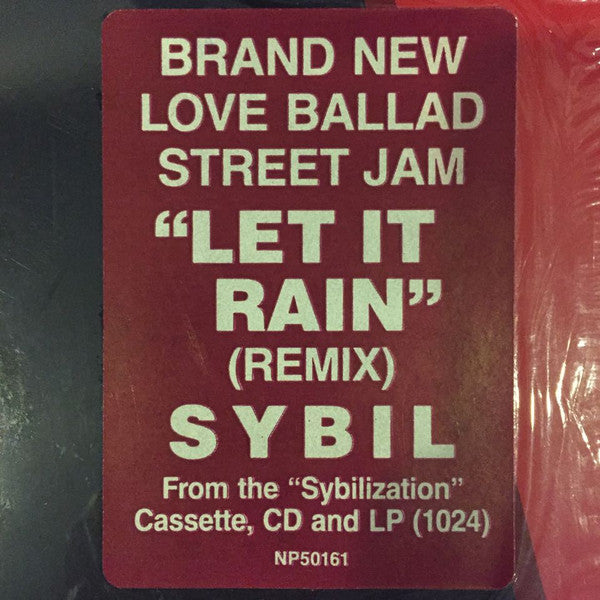 BRAND NEW
LOVE BALLAD
STREET JAM
“LET IT
RAIN”
(REMIX)
SYBIL
From the “Sybilization”
Cassette, CD and LP (1024)
NP50161